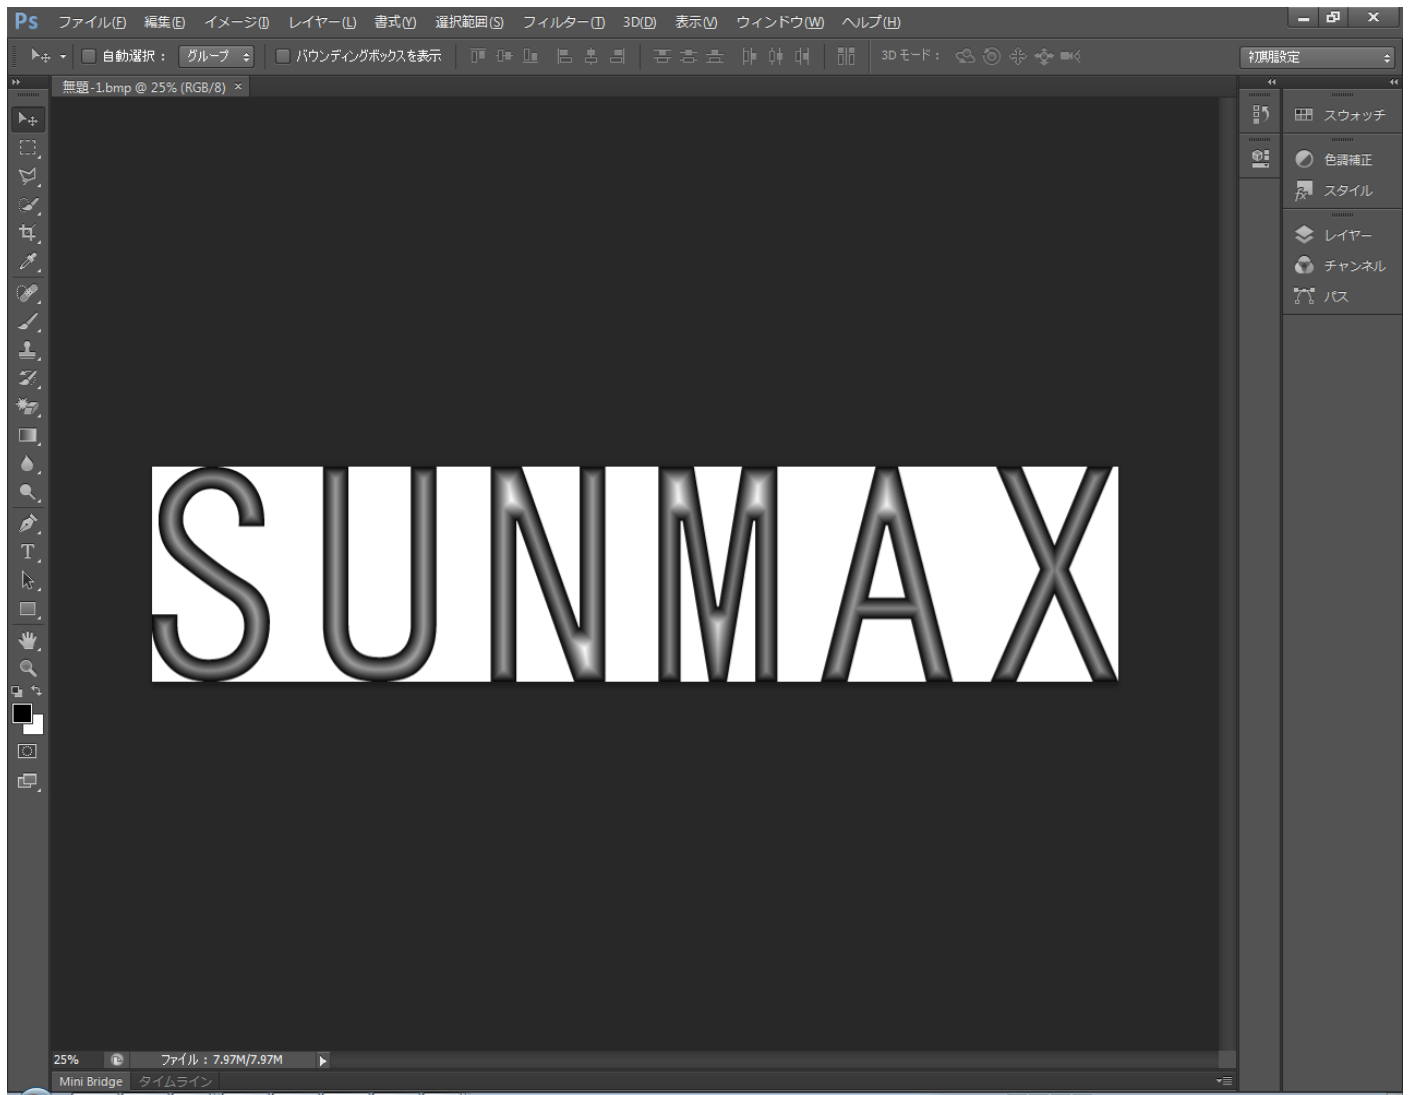 Ps ファイル(F) 編集(E) イメージ(I) レイヤー(L) 書式(Y) 選択範囲(S) フィルター(T) 3D(D) 表示(V) ウィンドウ(W) ヘルプ(H)
自動選択： グループ バウンディングボックスを表示 3D モード： 初期設定
無題-1.bmp @ 25% (RGB/8) ×
スウォッチ
色調補正
スタイル
レイヤー
チャンネル
パス
SUNMAX
25% ファイル：7.97M/7.97M
Mini Bridge タイムライン